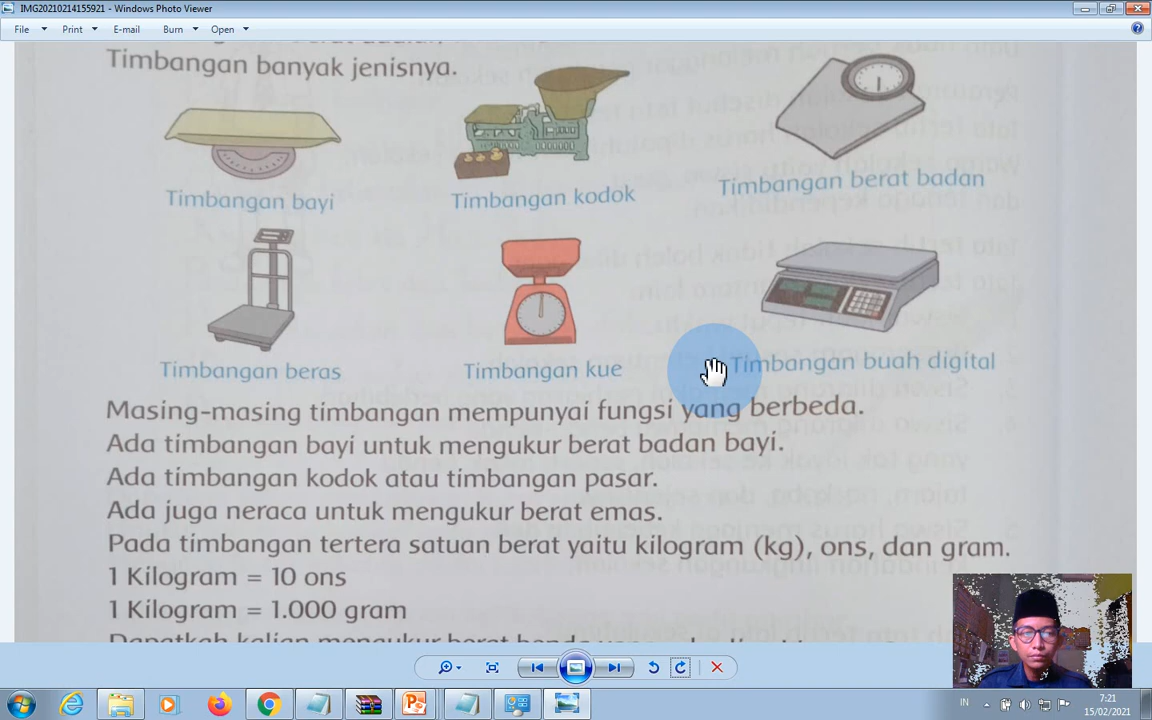 IMG20210214155921 - Windows Photo Viewer
File Print E-mail Burn Open
Timbangan banyak jenisnya.
Timbangan bayi Timbangan kodok Timbangan berat badan
Timbangan beras Timbangan kue Timbangan buah digital
Masing-masing timbangan mempunyai fungsi yang berbeda.
Ada timbangan bayi untuk mengukur berat badan bayi.
Ada timbangan kodok atau timbangan pasar.
Ada juga neraca untuk mengukur berat emas.
Pada timbangan tertera satuan berat yaitu kilogram (kg), ons, dan gram.
1 Kilogram = 10 ons
1 Kilogram = 1.000 gram
IN 7:21
15/02/2021